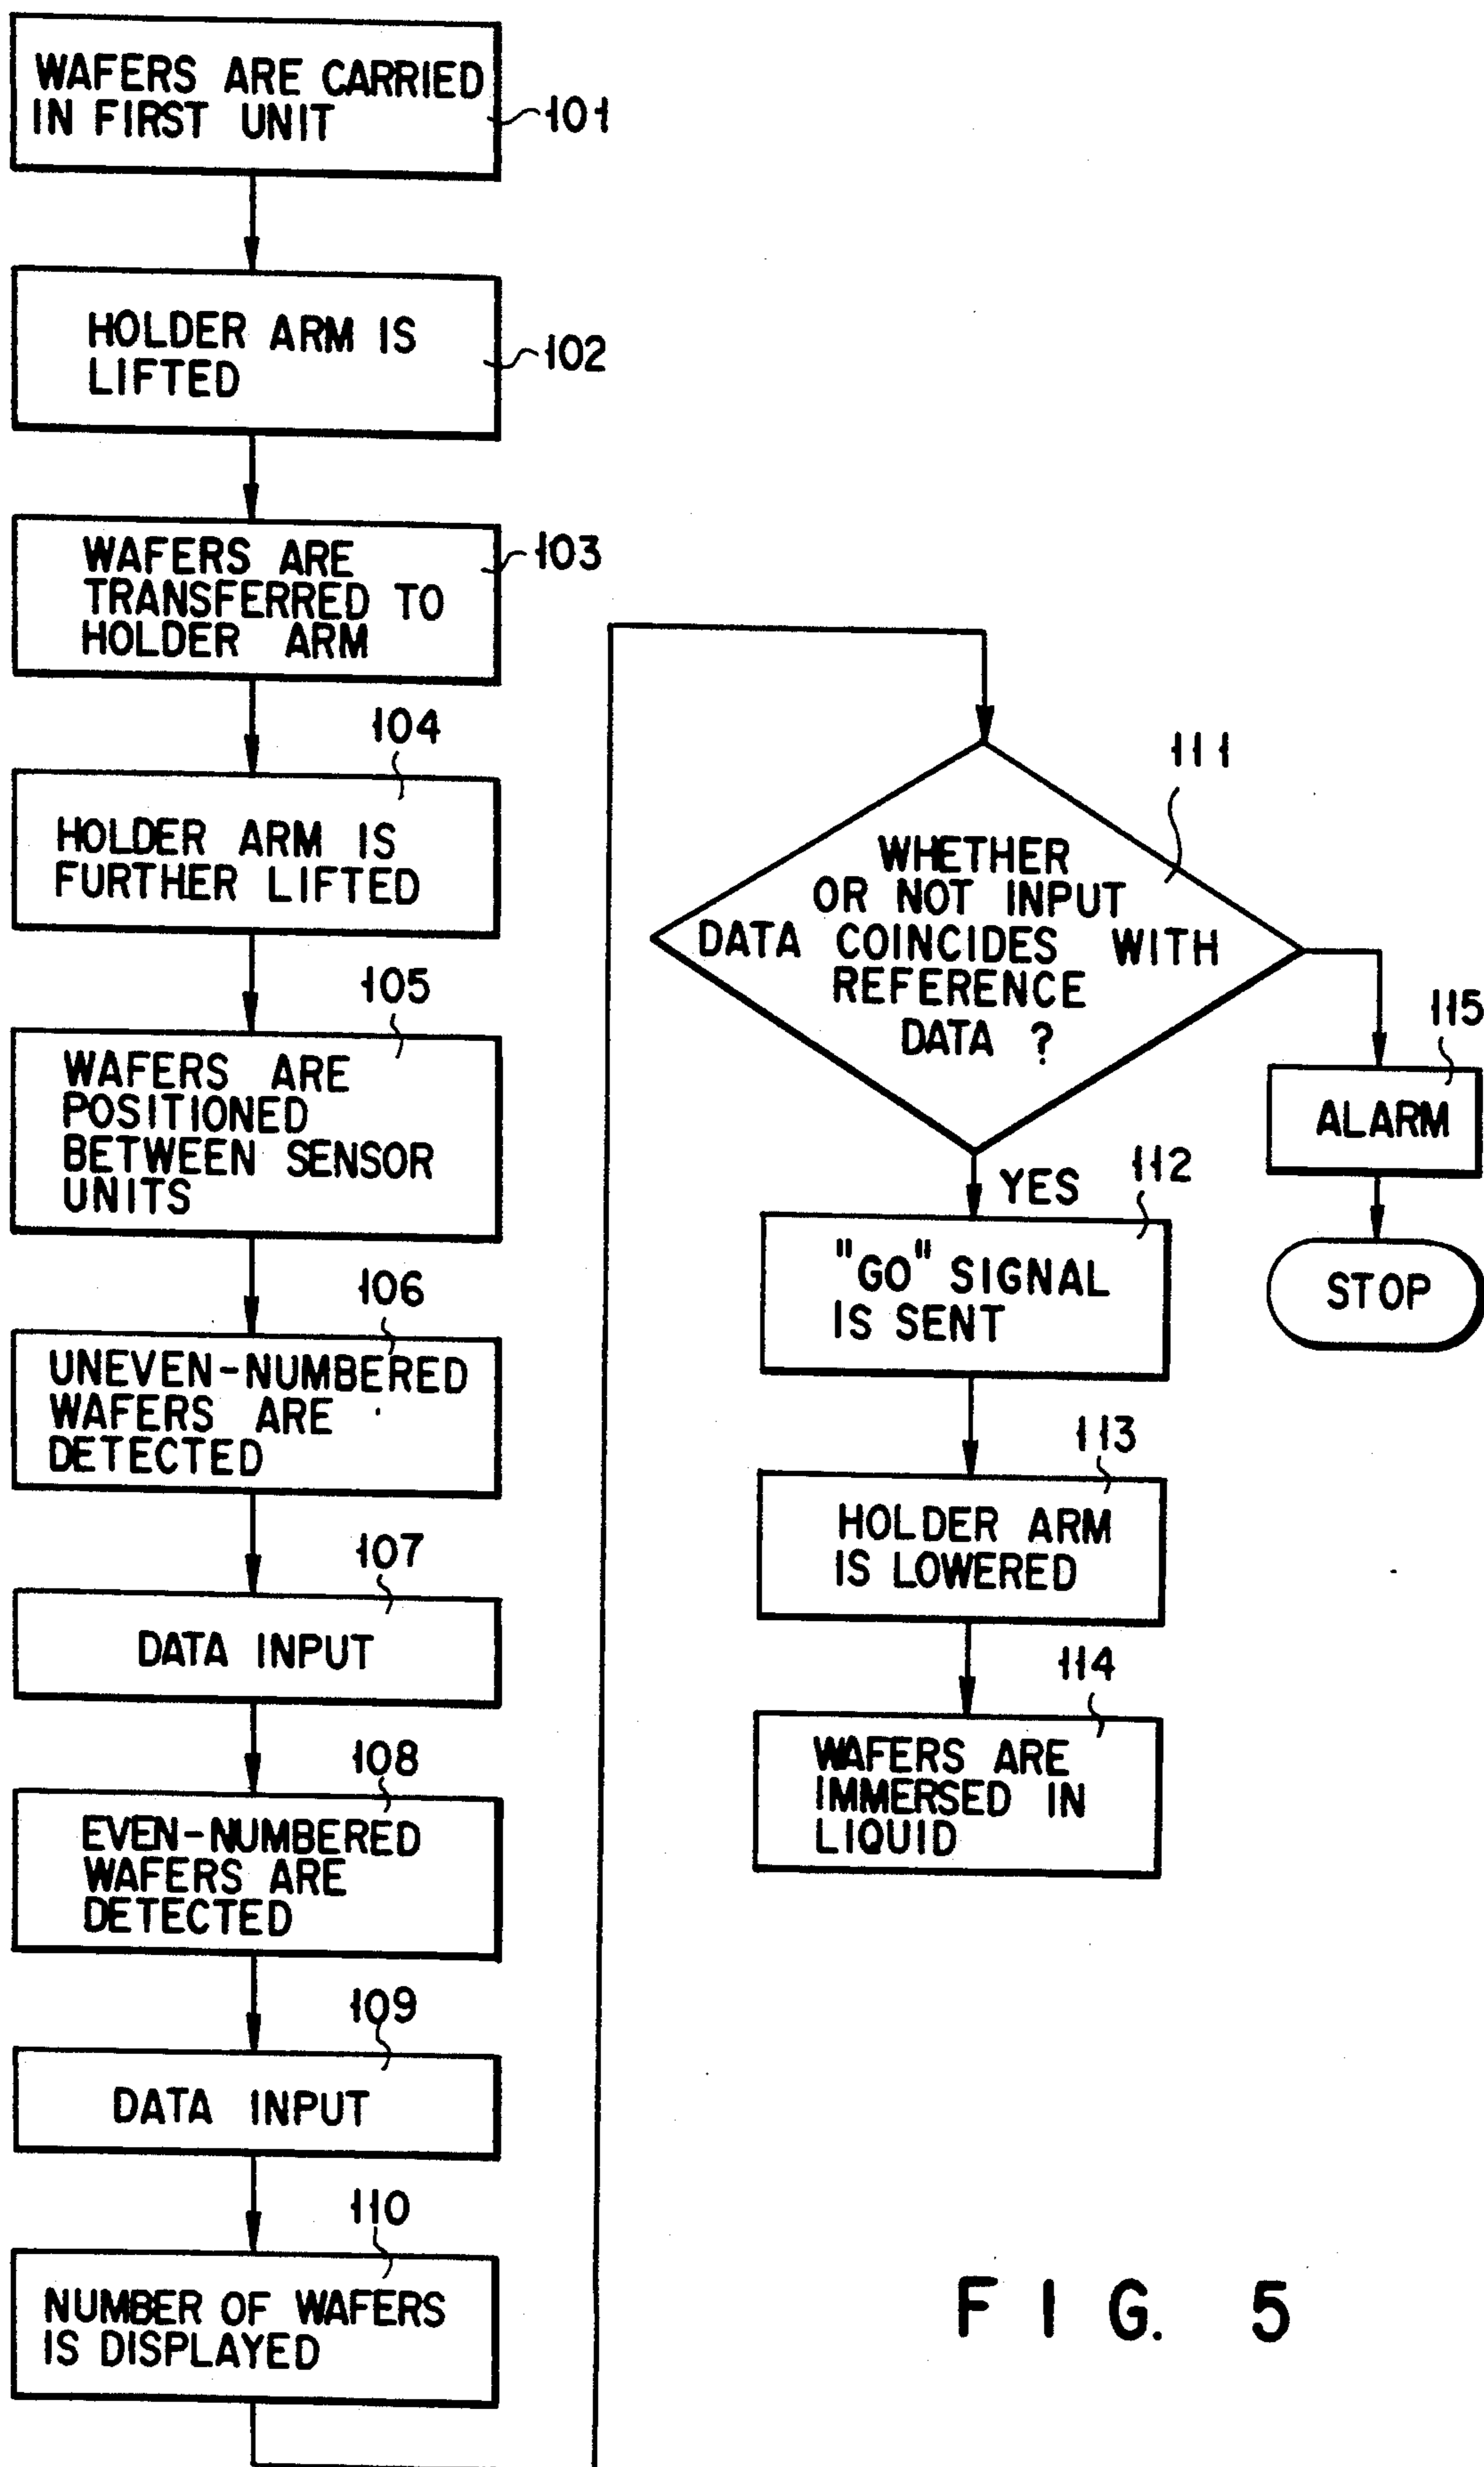 WAFERS ARE CARRIED
IN FIRST UNIT
101
HOLDER ARM IS
LIFTED
102
WAFERS ARE
TRANSFERRED TO
HOLDER ARM
103
104
HOLDER ARM IS
FURTHER LIFTED
105
WAFERS ARE
POSITIONED
BETWEEN SENSOR
UNITS
106
UNEVEN-NUMBERED
WAFERS ARE
DETECTED
107
DATA INPUT
108
EVEN-NUMBERED
WAFERS ARE
DETECTED
109
DATA INPUT
110
NUMBER OF WAFERS
IS DISPLAYED
111
WHETHER
OR NOT INPUT
DATA COINCIDES WITH
REFERENCE
DATA ?
YES
112
"GO" SIGNAL
IS SENT
113
HOLDER ARM
IS LOWERED
114
WAFERS ARE
IMMERSED IN
LIQUID
115
ALARM
STOP
FIG. 5